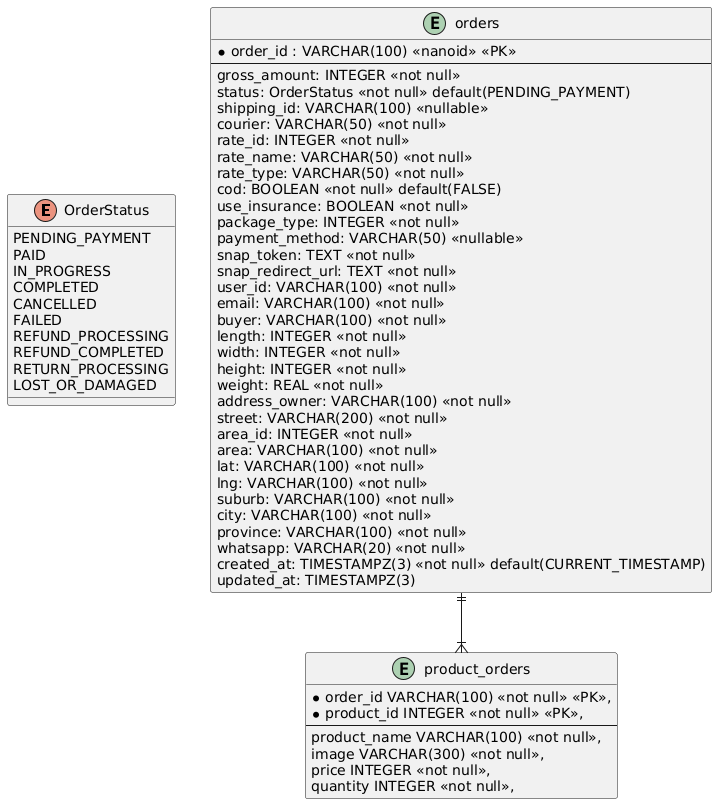 E OrderStatus
PENDING_PAYMENT
PAID
IN_PROGRESS
COMPLETED
CANCELLED
FAILED
REFUND_PROCESSING
REFUND_COMPLETED
RETURN_PROCESSING
LOST_OR_DAMAGED
E orders
* order_id : VARCHAR(100) «nanoid» «PK»
gross_amount: INTEGER «not null»
status: OrderStatus «not null» default(PENDING_PAYMENT)
shipping_id: VARCHAR(100) «nullable»
courier: VARCHAR(50) «not null»
rate_id: INTEGER «not null»
rate_name: VARCHAR(50) «not null»
rate_type: VARCHAR(50) «not null»
cod: BOOLEAN «not null» default(FALSE)
use_insurance: BOOLEAN «not null»
package_type: INTEGER «not null»
payment_method: VARCHAR(50) «nullable»
snap_token: TEXT «not null»
snap_redirect_url: TEXT «not null»
user_id: VARCHAR(100) «not null»
email: VARCHAR(100) «not null»
buyer: VARCHAR(100) «not null»
length: INTEGER «not null»
width: INTEGER «not null»
height: INTEGER «not null»
weight: REAL «not null»
address_owner: VARCHAR(100) «not null»
street: VARCHAR(200) «not null»
area_id: INTEGER «not null»
area: VARCHAR(100) «not null»
lat: VARCHAR(100) «not null»
lng: VARCHAR(100) «not null»
suburb: VARCHAR(100) «not null»
city: VARCHAR(100) «not null»
province: VARCHAR(100) «not null»
whatsapp: VARCHAR(20) «not null»
created_at: TIMESTAMPZ(3) «not null» default(CURRENT_TIMESTAMP)
updated_at: TIMESTAMPZ(3)
E product_orders
* order_id VARCHAR(100) «not null» «PK»,
* product_id INTEGER «not null» «PK»,
product_name VARCHAR(100) «not null»,
image VARCHAR(300) «not null»,
price INTEGER «not null»,
quantity INTEGER «not null»,